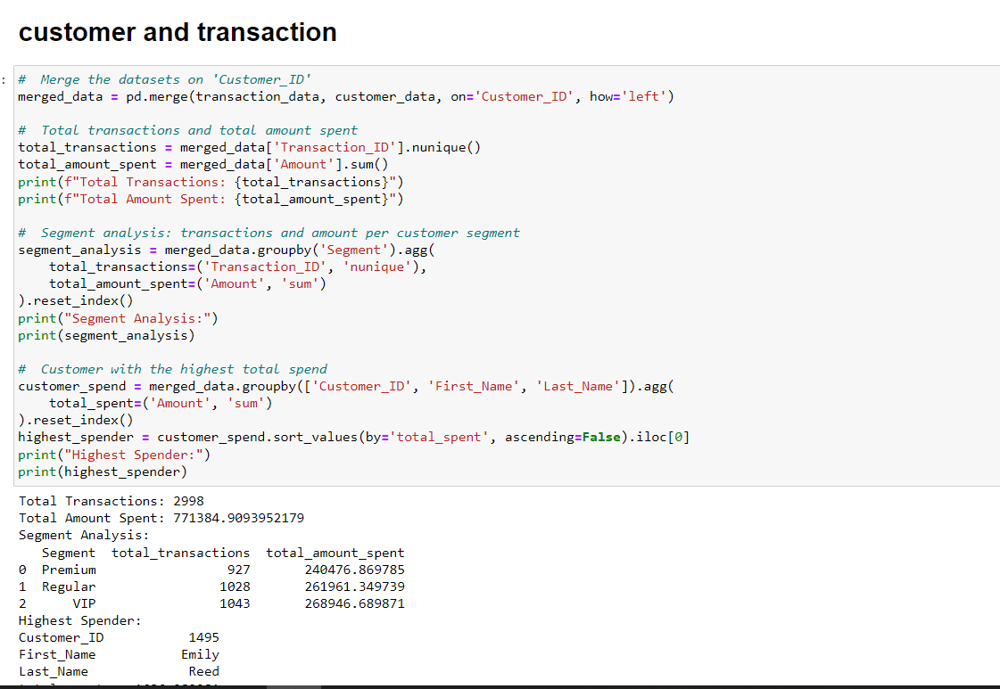 customer and transaction
:
#  Merge the datasets on 'Customer_ID'
merged_data = pd.merge(transaction_data, customer_data, on='Customer_ID', how='left')
#  Total transactions and total amount spent
total_transactions = merged_data['Transaction_ID'].nunique()
total_amount_spent = merged_data['Amount'].sum()
print(f"Total Transactions: {total_transactions}")
print(f"Total Amount Spent: {total_amount_spent}")
#  Segment analysis: transactions and amount per customer segment
segment_analysis = merged_data.groupby('Segment').agg(
    total_transactions=('Transaction_ID', 'nunique'),
    total_amount_spent=('Amount', 'sum')
).reset_index()
print("Segment Analysis:")
print(segment_analysis)
#  Customer with the highest total spend
customer_spend = merged_data.groupby(['Customer_ID', 'First_Name', 'Last_Name']).agg(
    total_spent=('Amount', 'sum')
).reset_index()
highest_spender = customer_spend.sort_values(by='total_spent', ascending=False).iloc[0]
print("Highest Spender:")
print(highest_spender)
Total Transactions: 2998
Total Amount Spent: 771384.9093952179
Segment Analysis:
   Segment  total_transactions  total_amount_spent
0  Premium                 927       240476.869785
1  Regular                1028       261961.349739
2      VIP                1043       268946.689871
Highest Spender:
Customer_ID           1495
First_Name           Emily
Last_Name             Reed